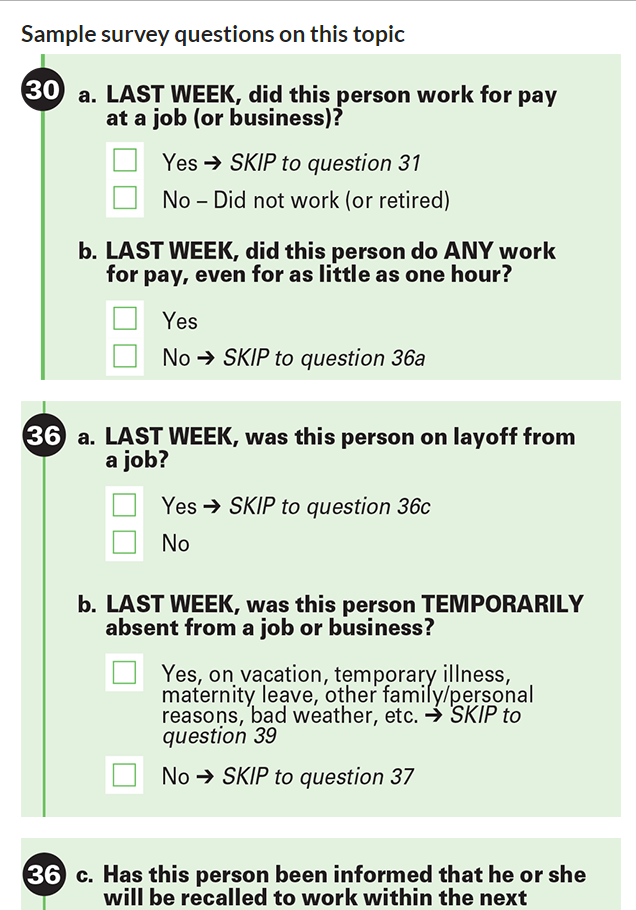 Sample survey questions on this topic
30
a. LAST WEEK, did this person work for pay
at a job (or business)?
Yes ➔ SKIP to question 31
No – Did not work (or retired)
b. LAST WEEK, did this person do ANY work
for pay, even for as little as one hour?
Yes
No ➔ SKIP to question 36a
36
a. LAST WEEK, was this person on layoff from
a job?
Yes ➔ SKIP to question 36c
No
b. LAST WEEK, was this person TEMPORARILY
absent from a job or business?
Yes, on vacation, temporary illness,
maternity leave, other family/personal
reasons, bad weather, etc. ➔ SKIP to
question 39
No ➔ SKIP to question 37
36
c. Has this person been informed that he or she
will be recalled to work within the next